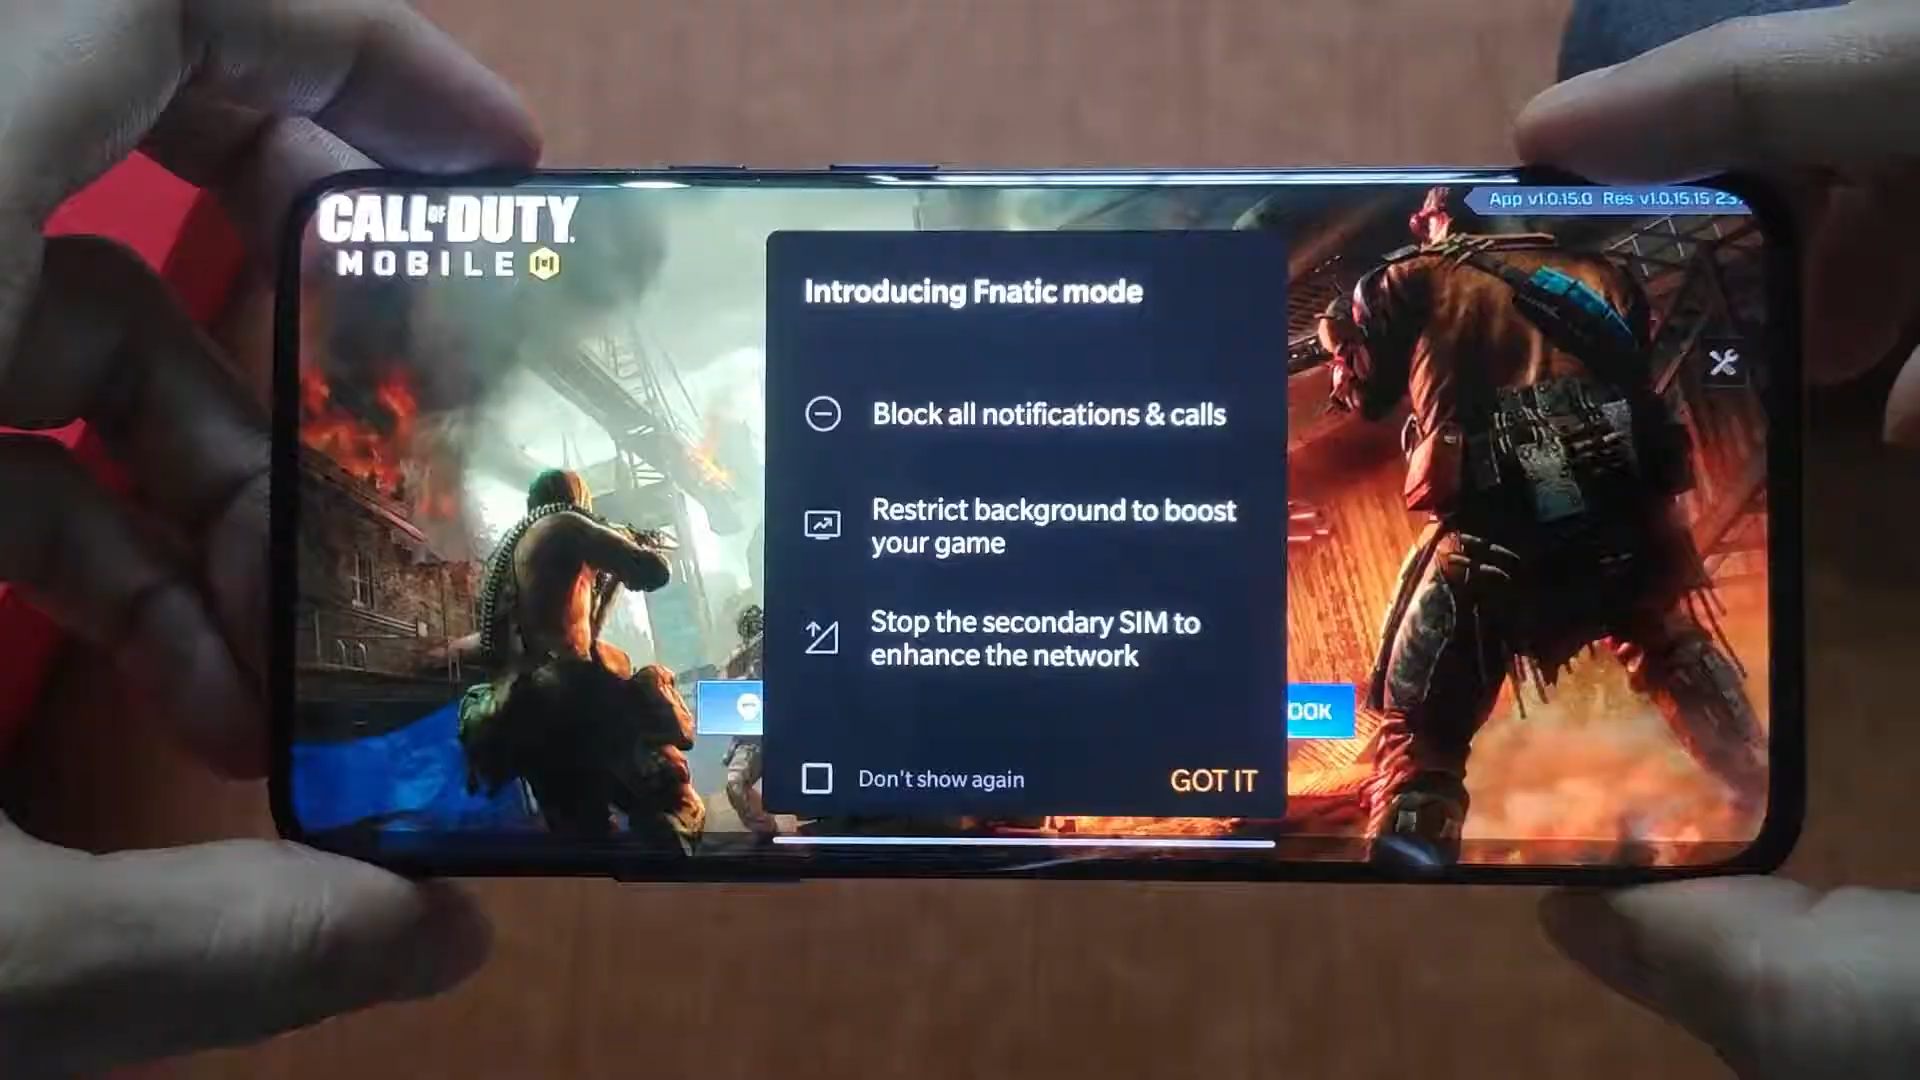 CALL OF DUTY
MOBILE
App v1.0.15.0 Res v1.0.15.15
Introducing Fnatic mode
Block all notifications & calls
Restrict background to boost
your game
Stop the secondary SIM to
enhance the network
OOK
Don't show again
GOT IT